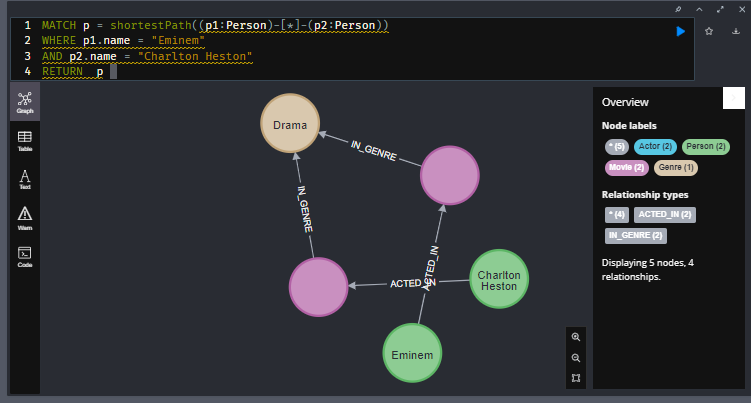 1 MATCH p = shortestPath((p1:Person)-[*]-(p2:Person))
2 WHERE p1.name = "Eminem"
3 AND p2.name = "Charlton Heston"
4 RETURN p
Graph
Table
Text
Warn
Code
Drama
IN_GENRE
IN_GENRE
ACTED_IN
ACTED_IN
Charlton
Heston
Eminem
Overview
Node labels
* (5) Actor (2) Person (2)
Movie (2) Genre (1)
Relationship types
* (4) ACTED_IN (2)
IN_GENRE (2)
Displaying 5 nodes, 4
relationships.